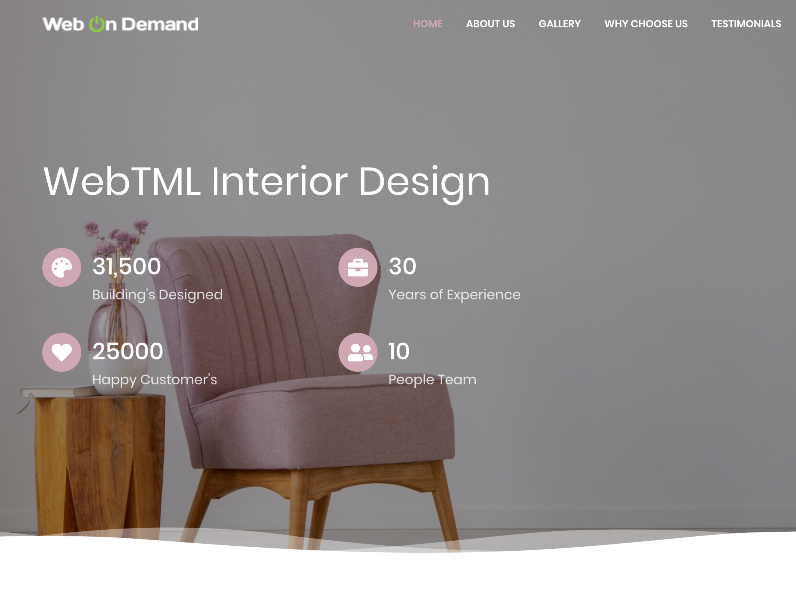 Web On Demand
HOME ABOUT US GALLERY WHY CHOOSE US TESTIMONIALS
WebTML Interior Design
31,500
Building's Designed
30
Years of Experience
25000
Happy Customer's
10
People Team